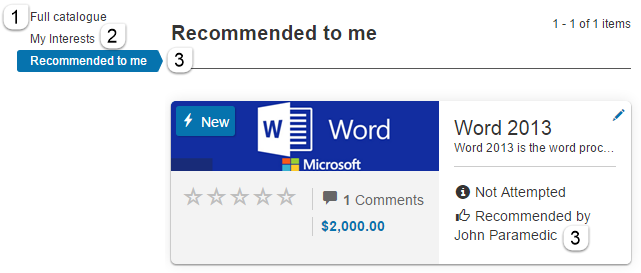 1 Full catalogue
My Interests 2
Recommended to me 3
Recommended to me
1 - 1 of 1 items
New
W Word
Microsoft
1 Comments
$2,000.00
Word 2013
Word 2013 is the word proc...
Not Attempted
Recommended by
John Paramedic 3